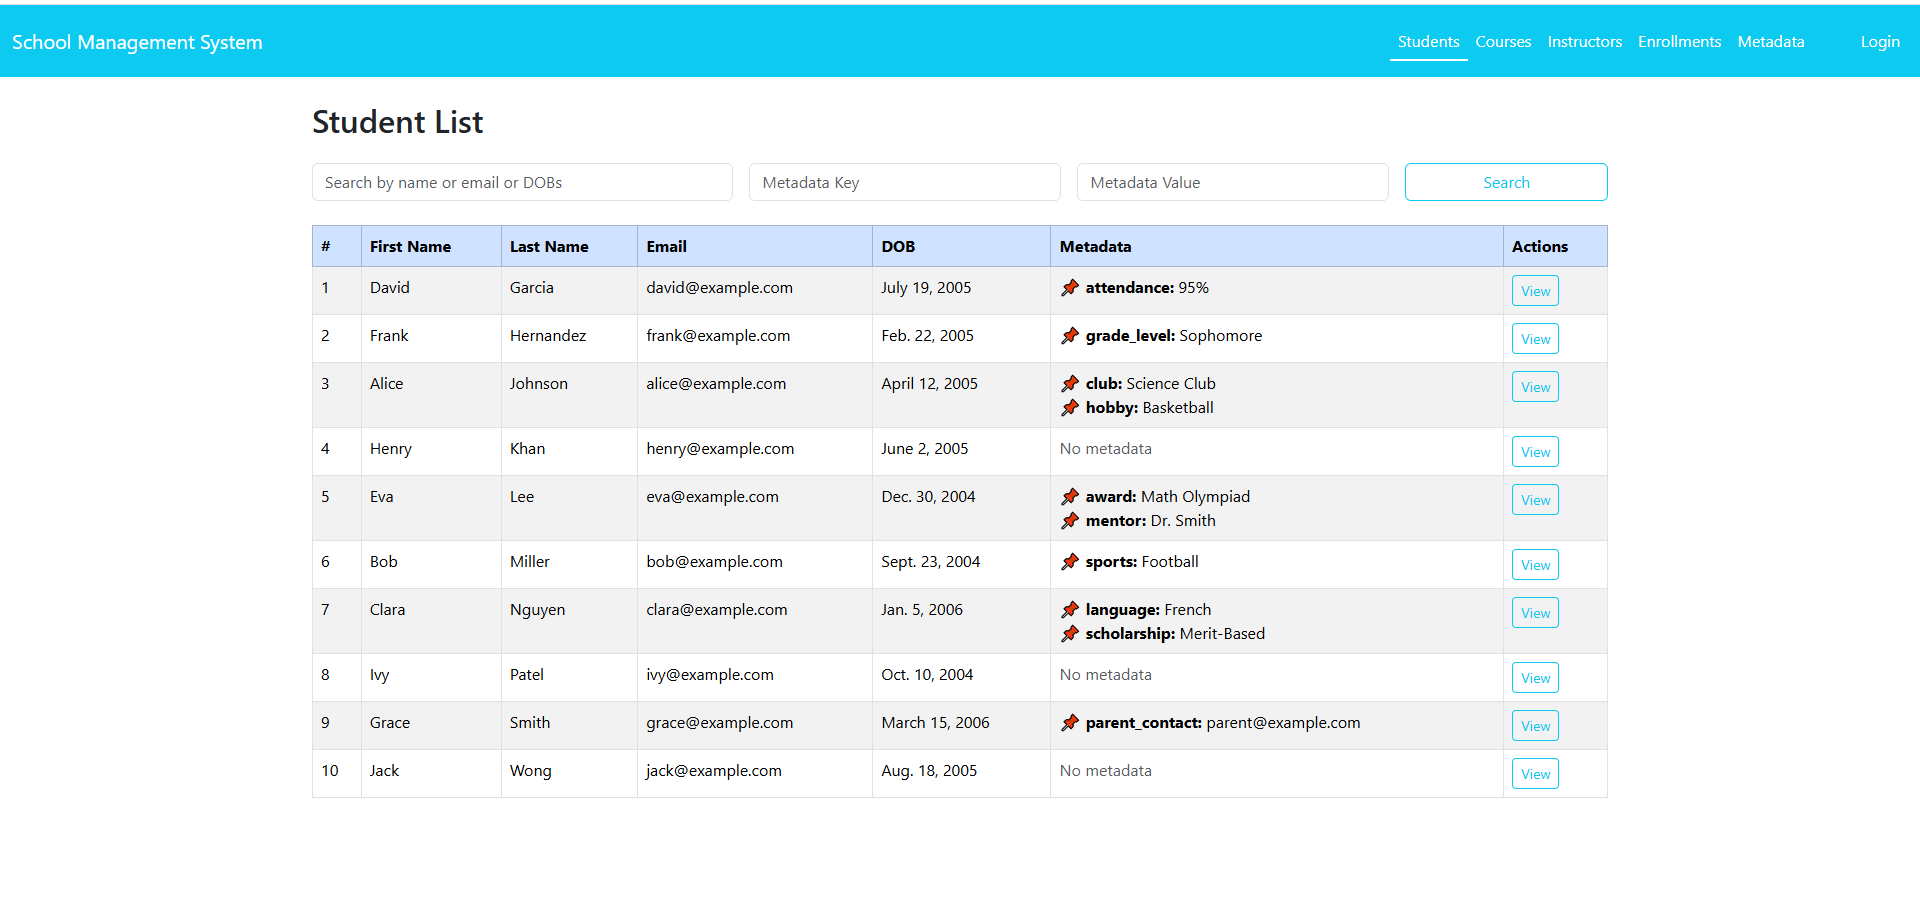 School Management System Students Courses Instructors Enrollments Metadata Login
Student List
Search by name or email or DOBs Metadata Key Metadata Value Search
# First Name Last Name Email DOB Metadata Actions
1 David Garcia david@example.com July 19, 2005 📌 attendance: 95% View
2 Frank Hernandez frank@example.com Feb. 22, 2005 📌 grade_level: Sophomore View
3 Alice Johnson alice@example.com April 12, 2005 📌 club: Science Club View
📌 hobby: Basketball
4 Henry Khan henry@example.com June 2, 2005 No metadata View
5 Eva Lee eva@example.com Dec. 30, 2004 📌 award: Math Olympiad View
📌 mentor: Dr. Smith
6 Bob Miller bob@example.com Sept. 23, 2004 📌 sports: Football View
7 Clara Nguyen clara@example.com Jan. 5, 2006 📌 language: French View
📌 scholarship: Merit-Based
8 Ivy Patel ivy@example.com Oct. 10, 2004 No metadata View
9 Grace Smith grace@example.com March 15, 2006 📌 parent_contact: parent@example.com View
10 Jack Wong jack@example.com Aug. 18, 2005 No metadata View